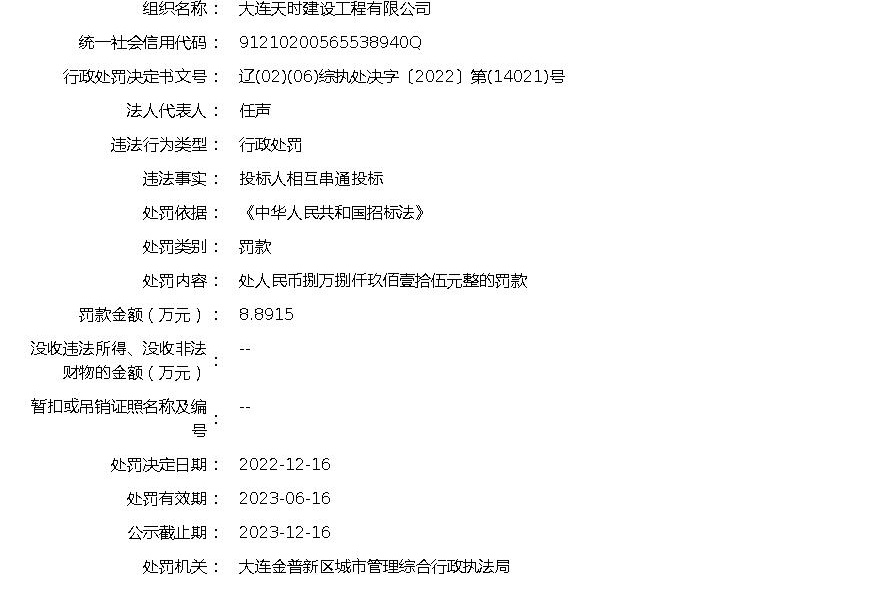 组织名称： 大连天时建设工程有限公司
统一社会信用代码： 91210200565538940Q
行政处罚决定书文号： 辽(02)(06)综执处决字〔2022〕第(14021)号
法人代表人： 任声
违法行为类型： 行政处罚
违法事实： 投标人相互串通投标
处罚依据： 《中华人民共和国招标法》
处罚类别： 罚款
处罚内容： 处人民币捌万捌仟玖佰壹拾伍元整的罚款
罚款金额（万元）： 8.8915
没收违法所得、没收非法
财物的金额（万元）： --
暂扣或吊销证照名称及编
号： --
处罚决定日期： 2022-12-16
处罚有效期： 2023-06-16
公示截止期： 2023-12-16
处罚机关： 大连金普新区城市管理综合行政执法局